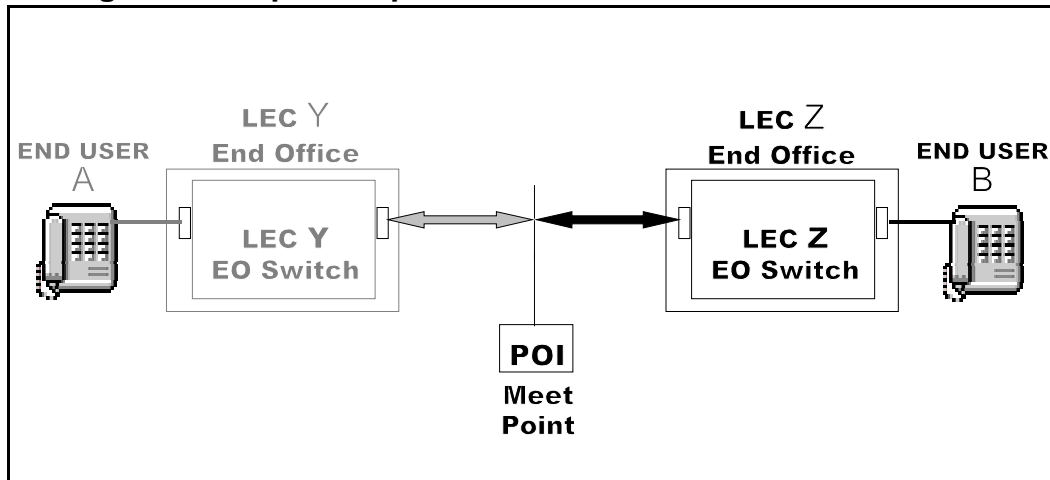 LEC Y
End Office
END USER
A
LEC Y
EO Switch
LEC Z
End Office
END USER
B
LEC Z
EO Switch
POI
Meet
Point